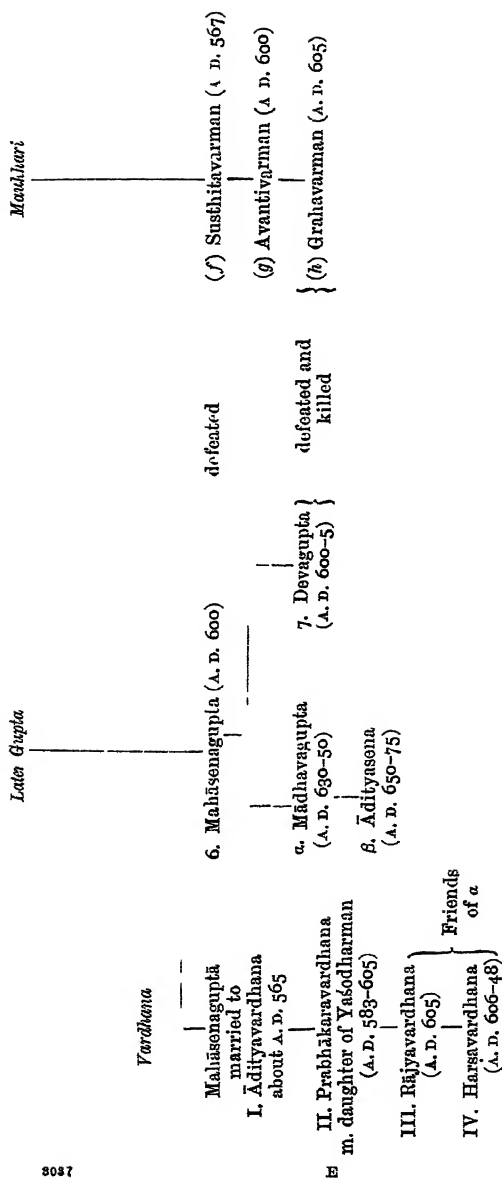 Vardhana
Mahāsenaguptā
married to
I. Ādityavardhana
about A.D. 565
II. Prabhākaravardhana
m. daughter of Yaśodharman
(A.D. 583–605)
III. Rājyavardhana
(A.D. 605)
IV. Harṣavardhana
(A.D. 606–48)
Friends
of α
Later Gupta
6. Mahāsenagupta (A.D. 600)
α. Mādhavagupta
(A.D. 630–50)
β. Ādityasena
(A.D. 650–75)
7. Devagupta
(A.D. 600–5)
defeated
defeated and
killed
Maukhari
(f) Susthitavarman (A D. 567)
(g) Avantivarman (A D. 600)
(h) Grahavarman (A. D. 605)
3037
E